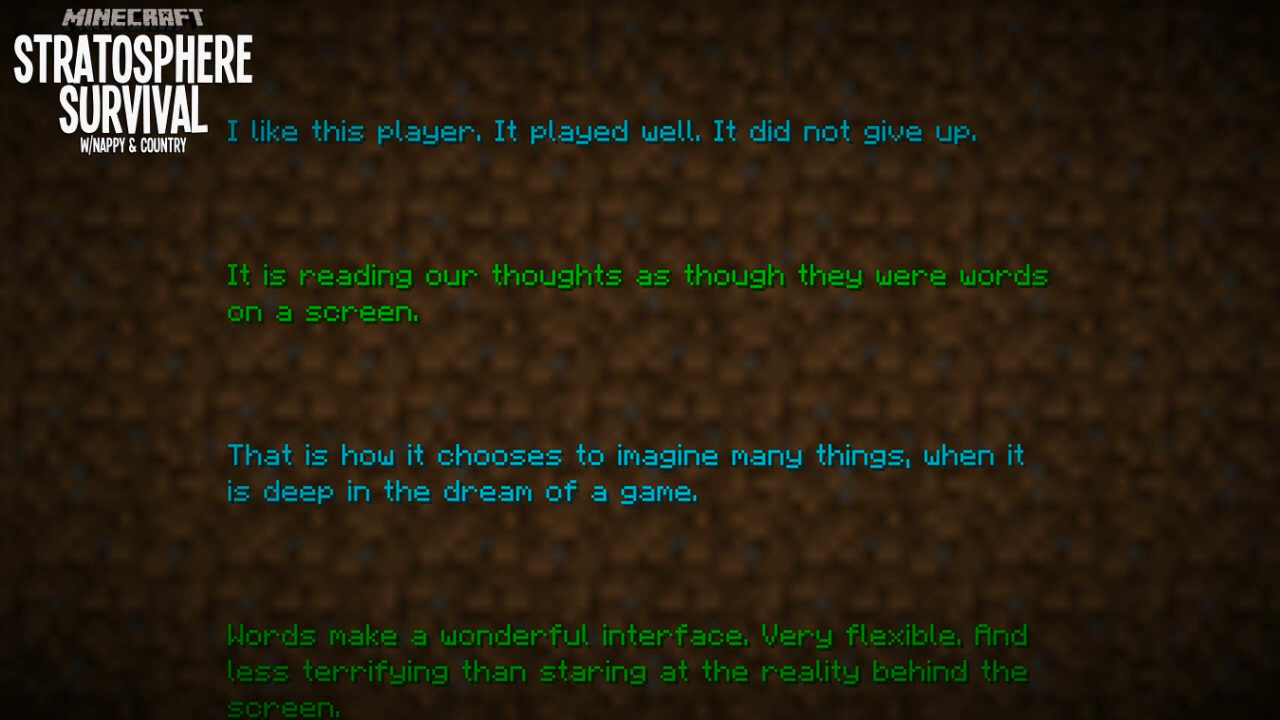 MINECRAFT
STRATOSPHERE
SURVIVAL
W/NAPPY & COUNTRY
I like this player. It played well. It did not give up.
It is reading our thoughts as though they were words
on a screen.
That is how it chooses to imagine many things, when it
is deep in the dream of a game.
Words make a wonderful interface. Very flexible. And
less terrifying than staring at the reality behind the
screen.